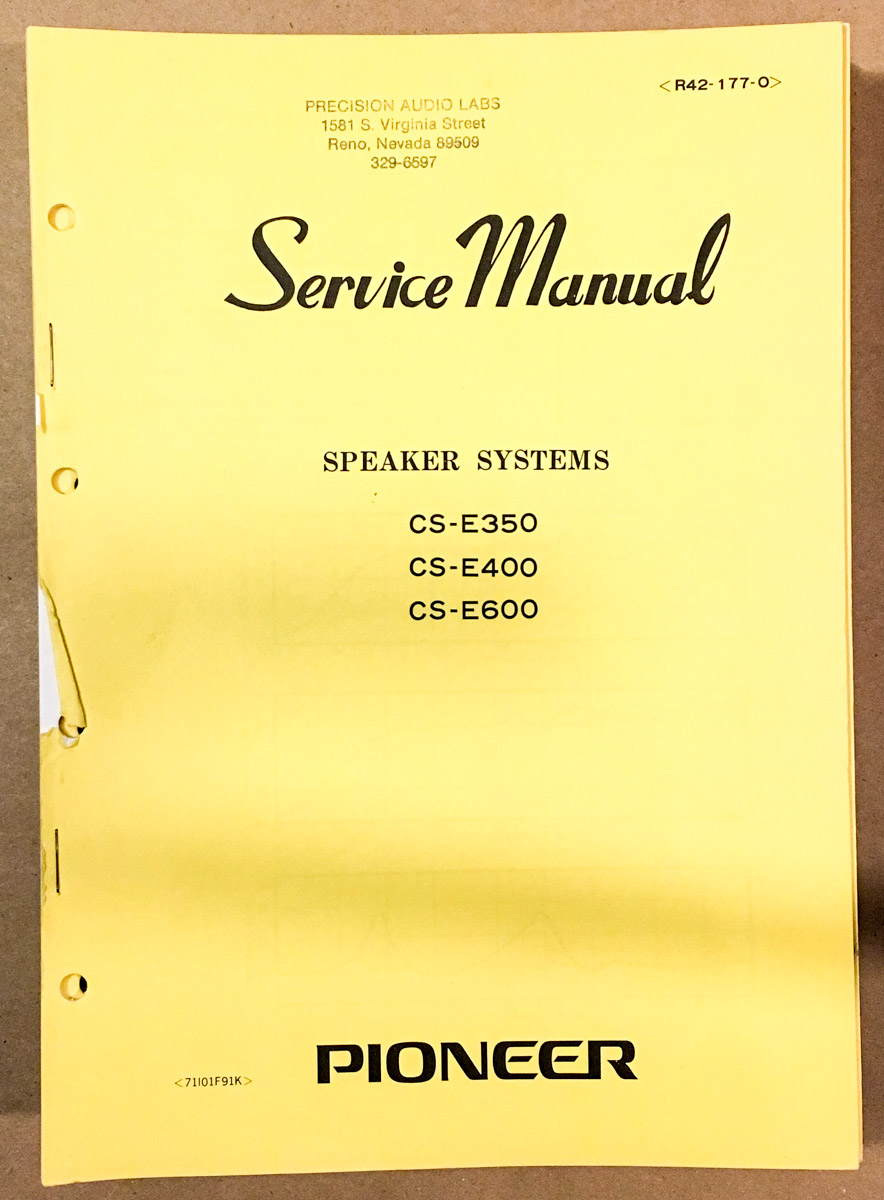 <R42-177-0>
PRECISION AUDIO LABS
1581 S. Virginia Street
Reno, Nevada 89509
329-6597
Service Manual
SPEAKER SYSTEMS
CS-E350
CS-E400
CS-E600
PIONEER
<71I01F91K>